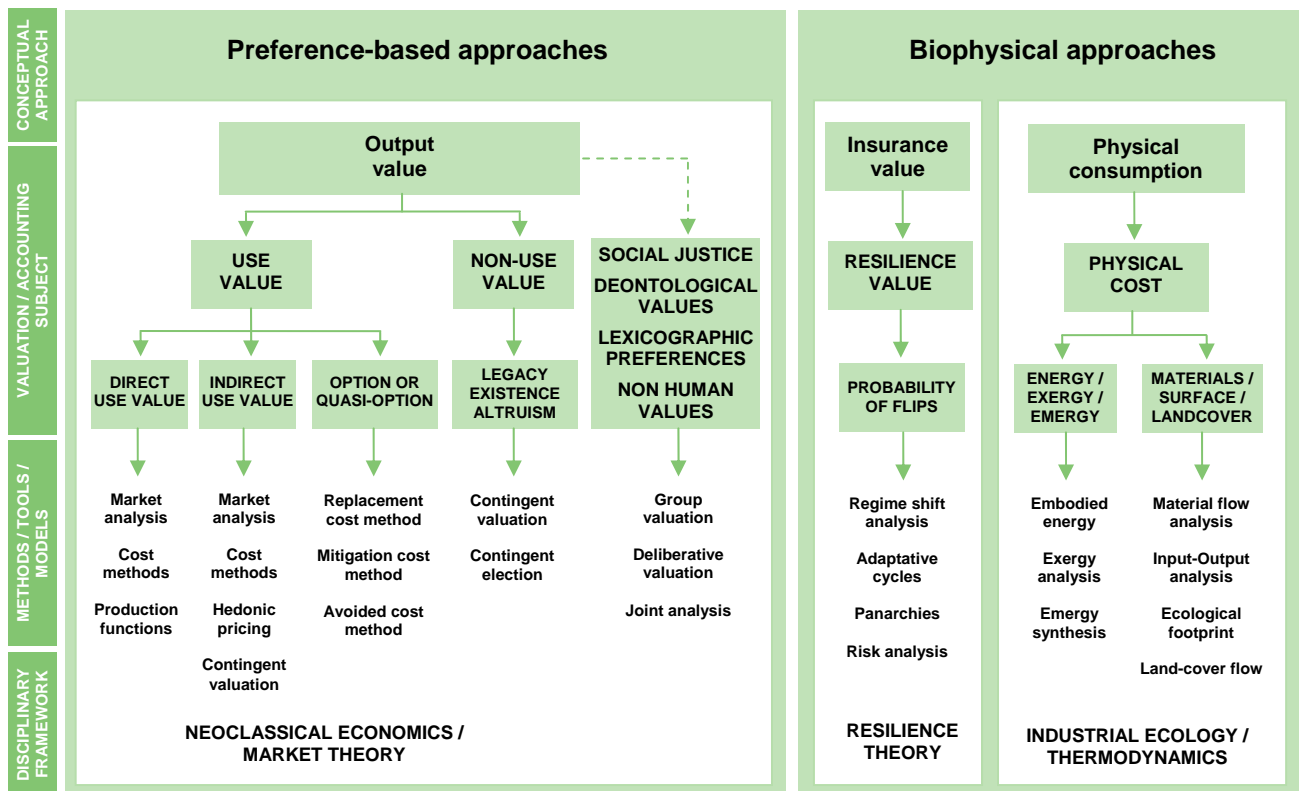 CONCEPTUAL
APPROACH
Preference-based approaches
Biophysical approaches
VALUATION / ACCOUNTING
SUBJECT
Output
value
Insurance
value
Physical
consumption
USE
VALUE
NON-USE
VALUE
SOCIAL JUSTICE
DEONTOLOGICAL
VALUES
LEXICOGRAPHIC
PREFERENCES
NON HUMAN
VALUES
RESILIENCE
VALUE
PHYSICAL
COST
DIRECT
USE VALUE
INDIRECT
USE VALUE
OPTION OR
QUASI-OPTION
LEGACY
EXISTENCE
ALTRUISM
PROBABILITY
OF FLIPS
ENERGY /
EXERGY /
EMERGY
MATERIALS /
SURFACE /
LANDCOVER
METHODS / TOOLS /
MODELS
Market
analysis
Cost
methods
Production
functions
Market
analysis
Cost
methods
Hedonic
pricing
Contingent
valuation
Replacement
cost method
Mitigation cost
method
Avoided cost
method
Contingent
valuation
Contingent
election
Group
valuation
Deliberative
valuation
Joint analysis
Regime shift
analysis
Adaptative
cycles
Panarchies
Risk analysis
Embodied
energy
Exergy
analysis
Emergy
synthesis
Material flow
analysis
Input-Output
analysis
Ecological
footprint
Land-cover flow
DISCIPLINARY
FRAMEWORK
NEOCLASSICAL ECONOMICS /
MARKET THEORY
RESILIENCE
THEORY
INDUSTRIAL ECOLOGY /
THERMODYNAMICS